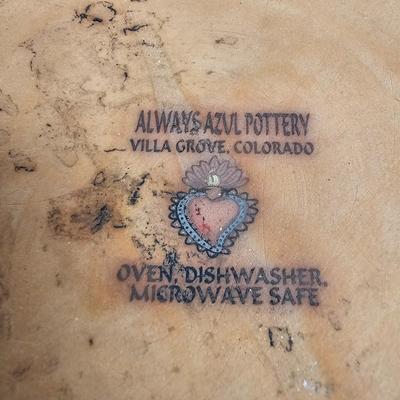 ALWAYS AZUL POTTERY
VILLA GROVE, COLORADO
OVEN, DISHWASHER,
MICROWAVE SAFE